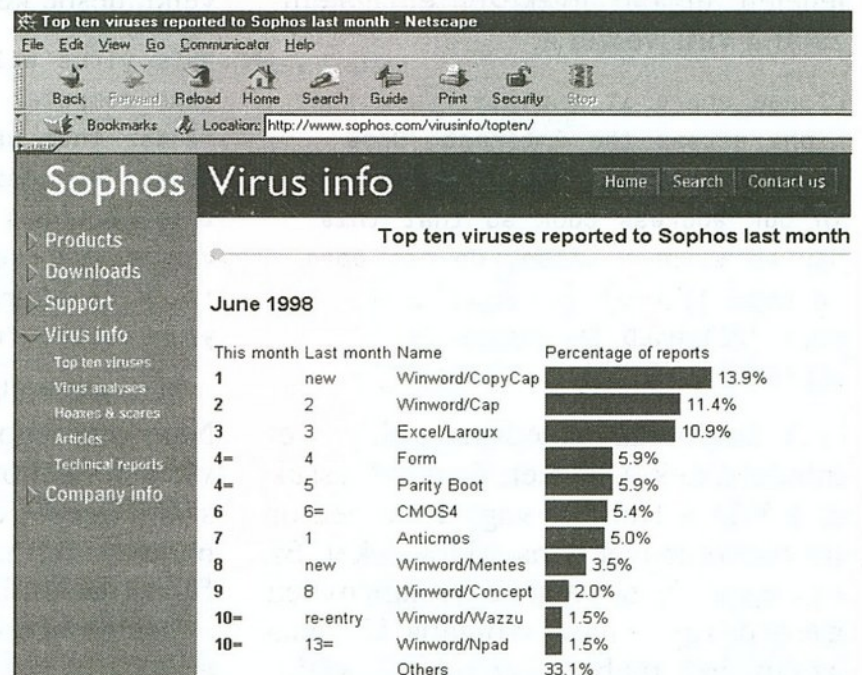 Top ten viruses reported to Sophos last month - Netscape
File Edit View Go Communicator Help
Back Forward Reload Home Search Guide Print Security Stop
Bookmarks Location: http://www.sophos.com/virusinfo/topten/
Sophos Virus info Home Search Contact us
Products
Downloads
Support
Virus info
Top ten viruses
Virus analyses
Hoaxes & scares
Articles
Technical reports
Company info
Top ten viruses reported to Sophos last month
June 1998
This month Last month Name Percentage of reports
1 new Winword/CopyCap 13.9%
2 2 Winword/Cap 11.4%
3 3 Excel/Laroux 10.9%
4= 4 Form 5.9%
4= 5 Parity Boot 5.9%
6 6= CMOS4 5.4%
7 1 Anticmos 5.0%
8 new Winword/Mentes 3.5%
9 8 Winword/Concept 2.0%
10= re-entry Winword/Wazzu 1.5%
10= 13= Winword/Npad 1.5%
Others 33.1%